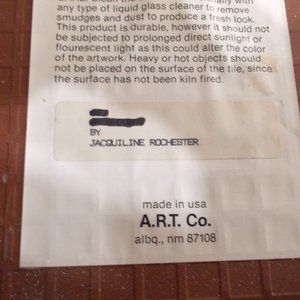 any type of liquid glass cleaner to remove
smudges and dust to produce a fresh look.
This product is durable, however it should not
be subjected to prolonged direct sunlight or
flourescent light as this could alter the color
of the artwork. Heavy or hot objects should
not be placed on the surface of the tile, since
the surface has not been kiln fired.
BY
JACQUILINE ROCHESTER
made in usa
A.R.T. Co.
albq., nm 87108